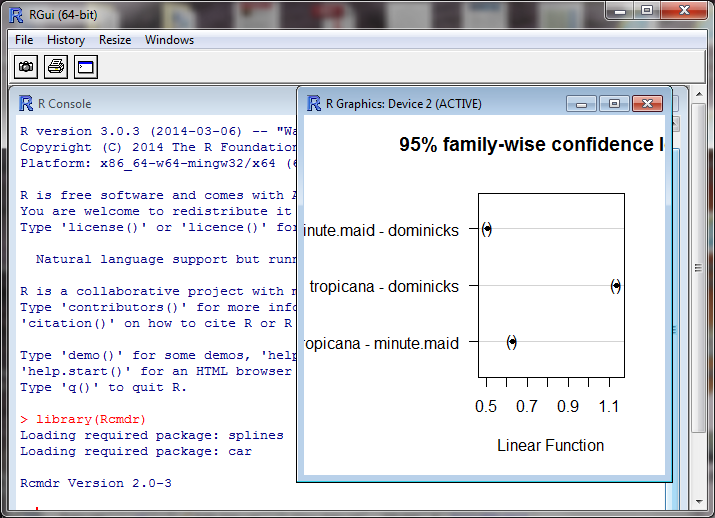 RGui (64-bit)
File History Resize Windows
R Console
R version 3.0.3 (2014-03-06) -- "Wa
Copyright (C) 2014 The R Foundation
Platform: x86_64-w64-mingw32/x64 (6
R is free software and comes with A
You are welcome to redistribute it
Type 'license()' or 'licence()' for
Natural language support but runn
R is a collaborative project with m
Type 'contributors()' for more info
'citation()' on how to cite R or R
Type 'demo()' for some demos, 'help
'help.start()' for an HTML browser
Type 'q()' to quit R.
> library(Rcmdr)
Loading required package: splines
Loading required package: car
Rcmdr Version 2.0-3
R Graphics: Device 2 (ACTIVE)
95% family-wise confidence l
inute.maid - dominicks
tropicana - dominicks
ropicana - minute.maid
0.5 0.7 0.9 1.1
Linear Function